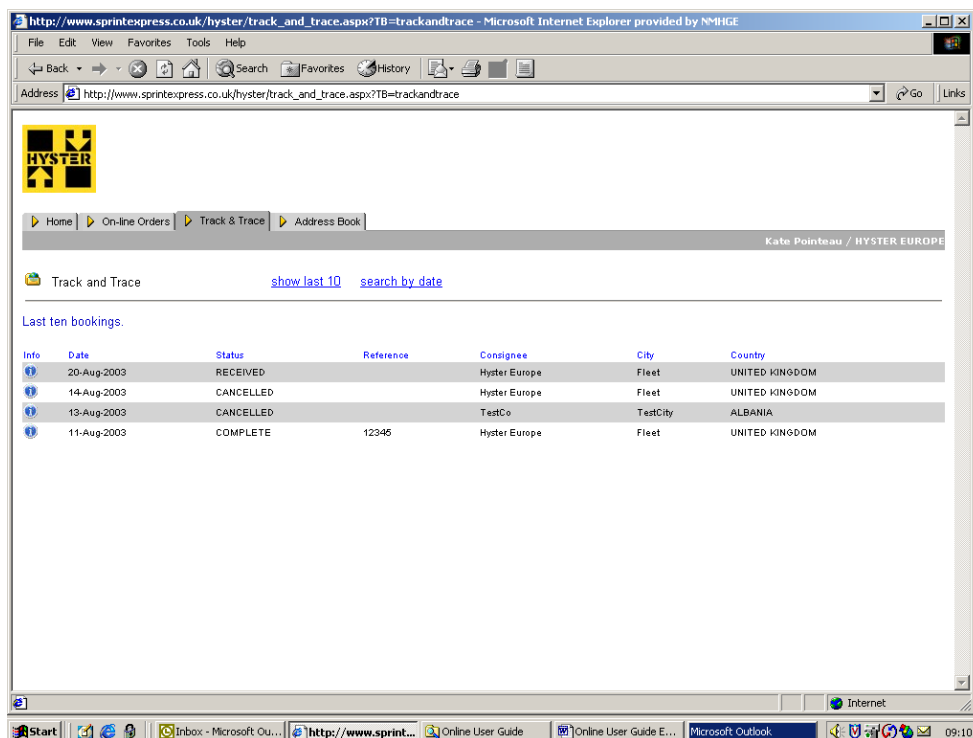 http://www.sprintexpress.co.uk/hyster/track_and_trace.aspx?TB=trackandtrace - Microsoft Internet Explorer provided by NMHGE
File Edit View Favorites Tools Help
Back Search Favorites History
Address http://www.sprintexpress.co.uk/hyster/track_and_trace.aspx?TB=trackandtrace Go Links
HYSTER
Home On-line Orders Track & Trace Address Book
Kate Pointeau / HYSTER EUROPE
Track and Trace show last 10 search by date
Last ten bookings.
Info Date Status Reference Consignee City Country
20-Aug-2003 RECEIVED Hyster Europe Fleet UNITED KINGDOM
14-Aug-2003 CANCELLED Hyster Europe Fleet UNITED KINGDOM
13-Aug-2003 CANCELLED TestCo TestCity ALBANIA
11-Aug-2003 COMPLETE 12345 Hyster Europe Fleet UNITED KINGDOM
Internet
Start Inbox - Microsoft Ou... http://www.sprint... Online User Guide Online User Guide E... Microsoft Outlook 09:10